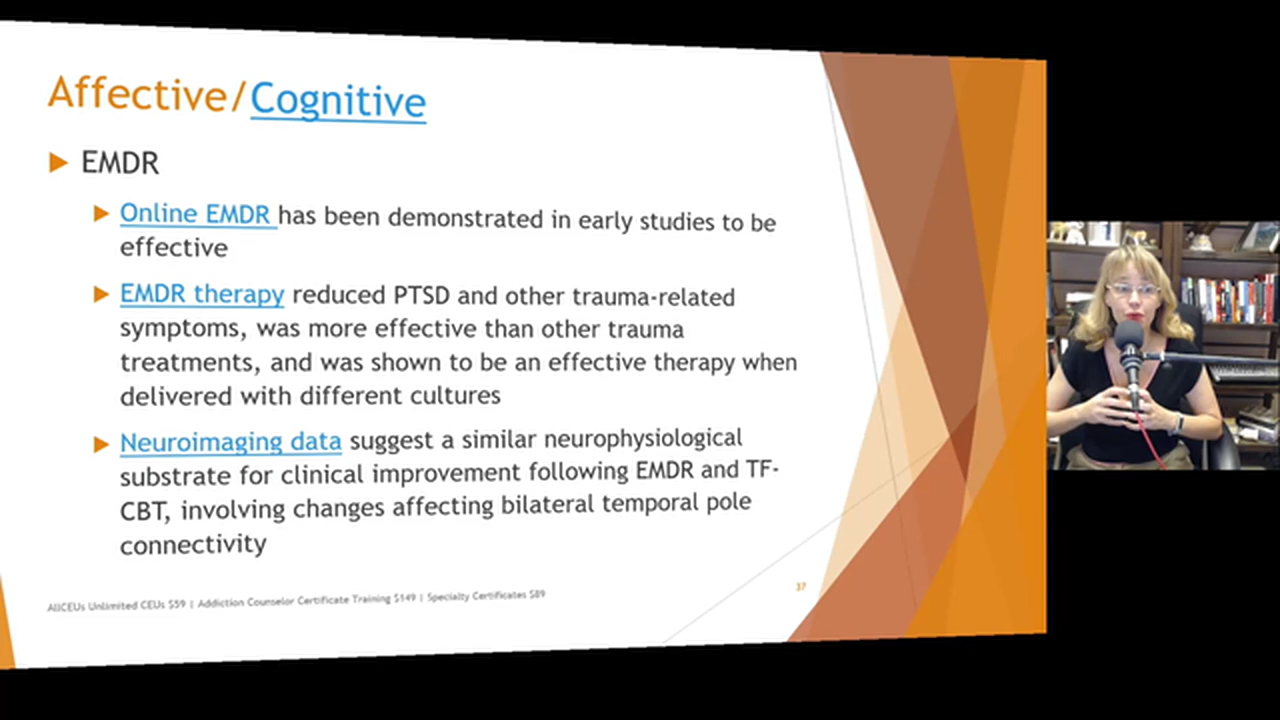 Affective/Cognitive
EMDR
Online EMDR has been demonstrated in early studies to be
effective
EMDR therapy reduced PTSD and other trauma-related
symptoms, was more effective than other trauma
treatments, and was shown to be an effective therapy when
delivered with different cultures
Neuroimaging data suggest a similar neurophysiological
substrate for clinical improvement following EMDR and TF-
CBT, involving changes affecting bilateral temporal pole
connectivity
AllCEUs Unlimited CEUs $59 | Addiction Counselor Certificate Training $149 | Specialty Certificates $89
37